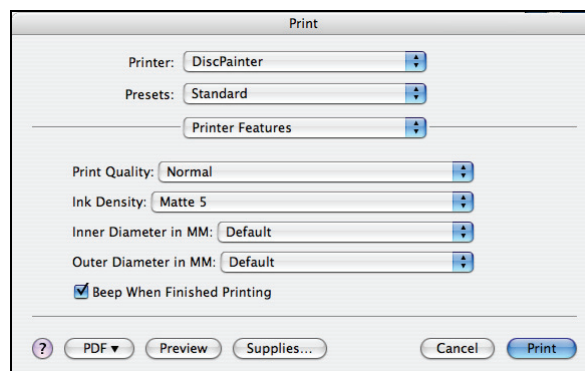 Print
Printer: DiscPainter
Presets: Standard
Printer Features
Print Quality: Normal
Ink Density: Matte 5
Inner Diameter in MM: Default
Outer Diameter in MM: Default
Beep When Finished Printing
? PDF ▼ Preview Supplies... Cancel Print